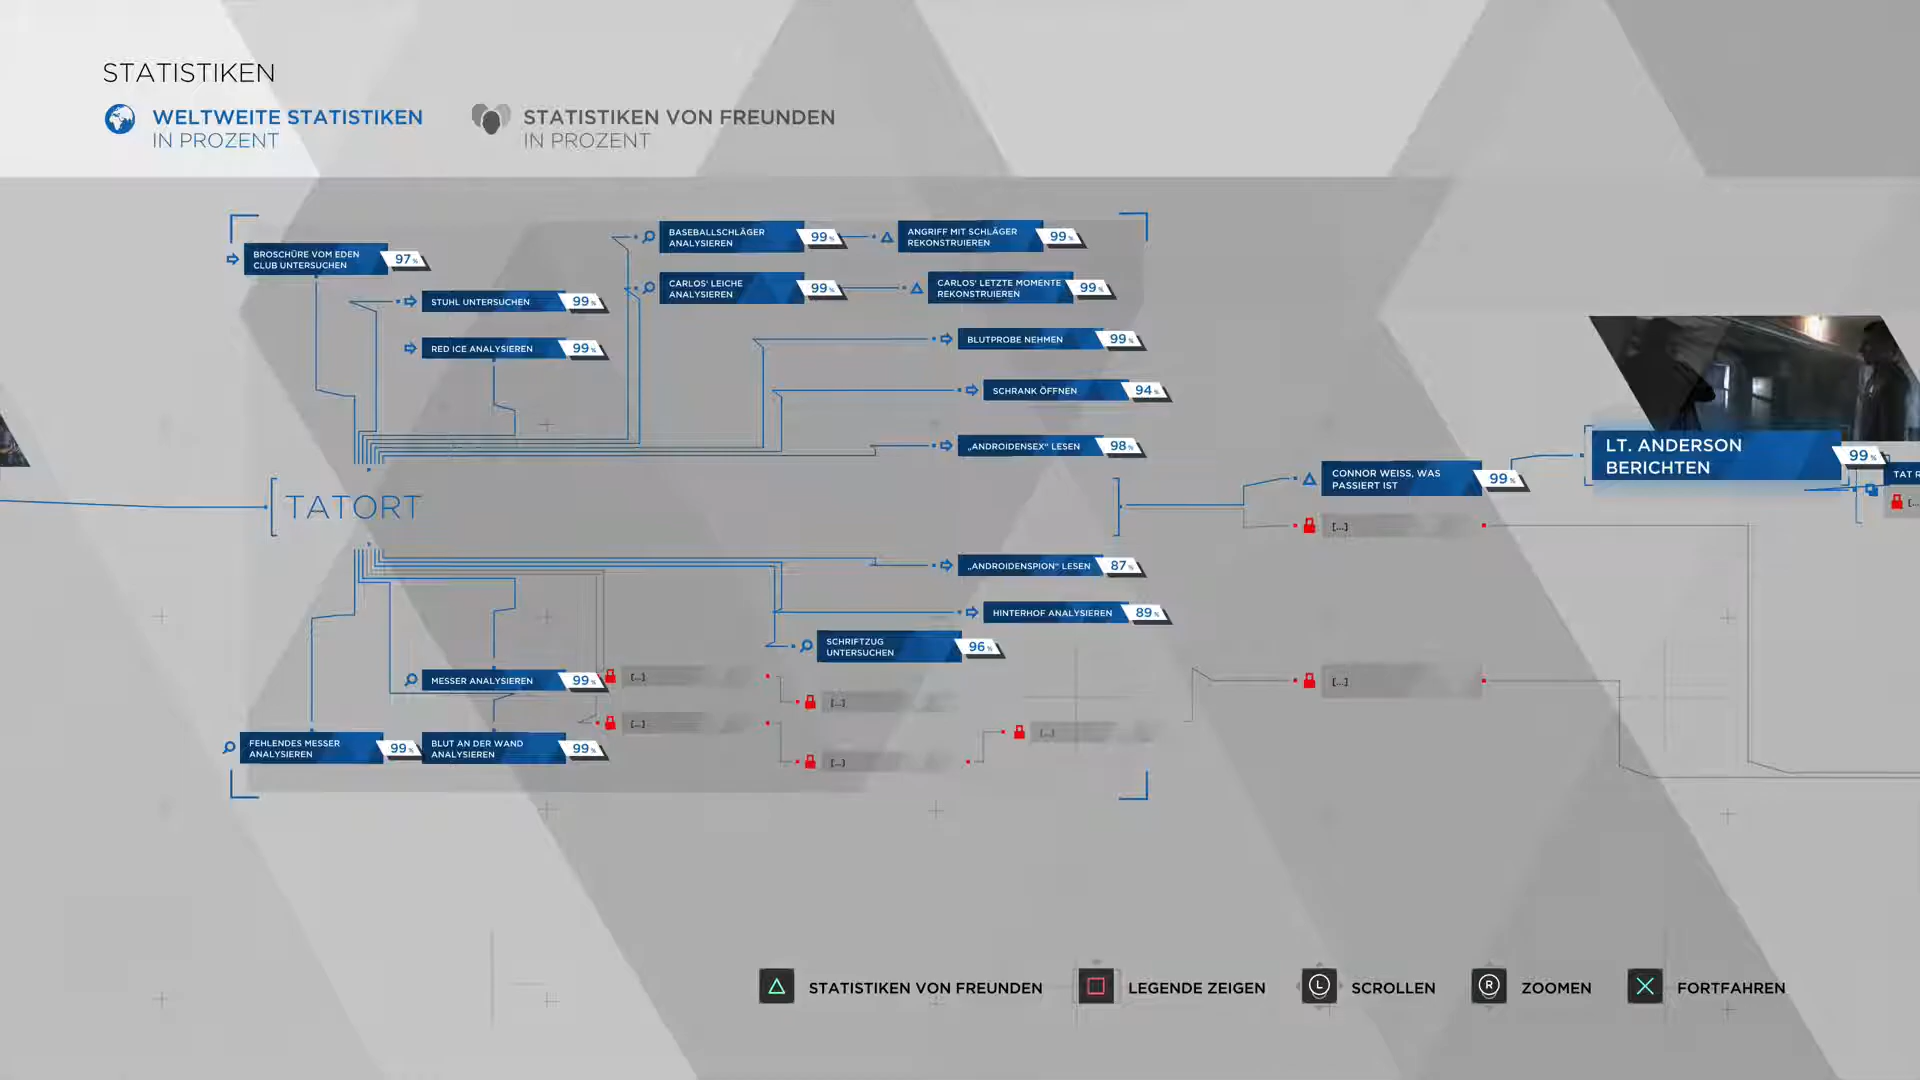 STATISTIKEN
WELTWEITE STATISTIKEN
IN PROZENT
STATISTIKEN VON FREUNDEN
IN PROZENT
BROSCHÜRE VOM EDEN
CLUB UNTERSUCHEN
97%
STUHL UNTERSUCHEN
99%
RED ICE ANALYSIEREN
99%
BASEBALLSCHLÄGER
ANALYSIEREN
99%
ANGRIFF MIT SCHLÄGER
REKONSTRUIEREN
99%
CARLOS' LEICHE
ANALYSIEREN
99%
CARLOS' LETZTE MOMENTE
REKONSTRUIEREN
99%
BLUTPROBE NEHMEN
99%
SCHRANK ÖFFNEN
94%
„ANDROIDENSEX“ LESEN
98%
TATORT
CONNOR WEISS, WAS
PASSIERT IST
99%
[...]
LT. ANDERSON
BERICHTEN
99%
TAT R
[...
„ANDROIDENSPION“ LESEN
87%
HINTERHOF ANALYSIEREN
89%
SCHRIFTZUG
UNTERSUCHEN
96%
MESSER ANALYSIEREN
99%
[...]
[...]
[...]
[...]
[...]
[...]
FEHLENDES MESSER
ANALYSIEREN
99%
BLUT AN DER WAND
ANALYSIEREN
99%
STATISTIKEN VON FREUNDEN
LEGENDE ZEIGEN
L
SCROLLEN
R
ZOOMEN
FORTFAHREN